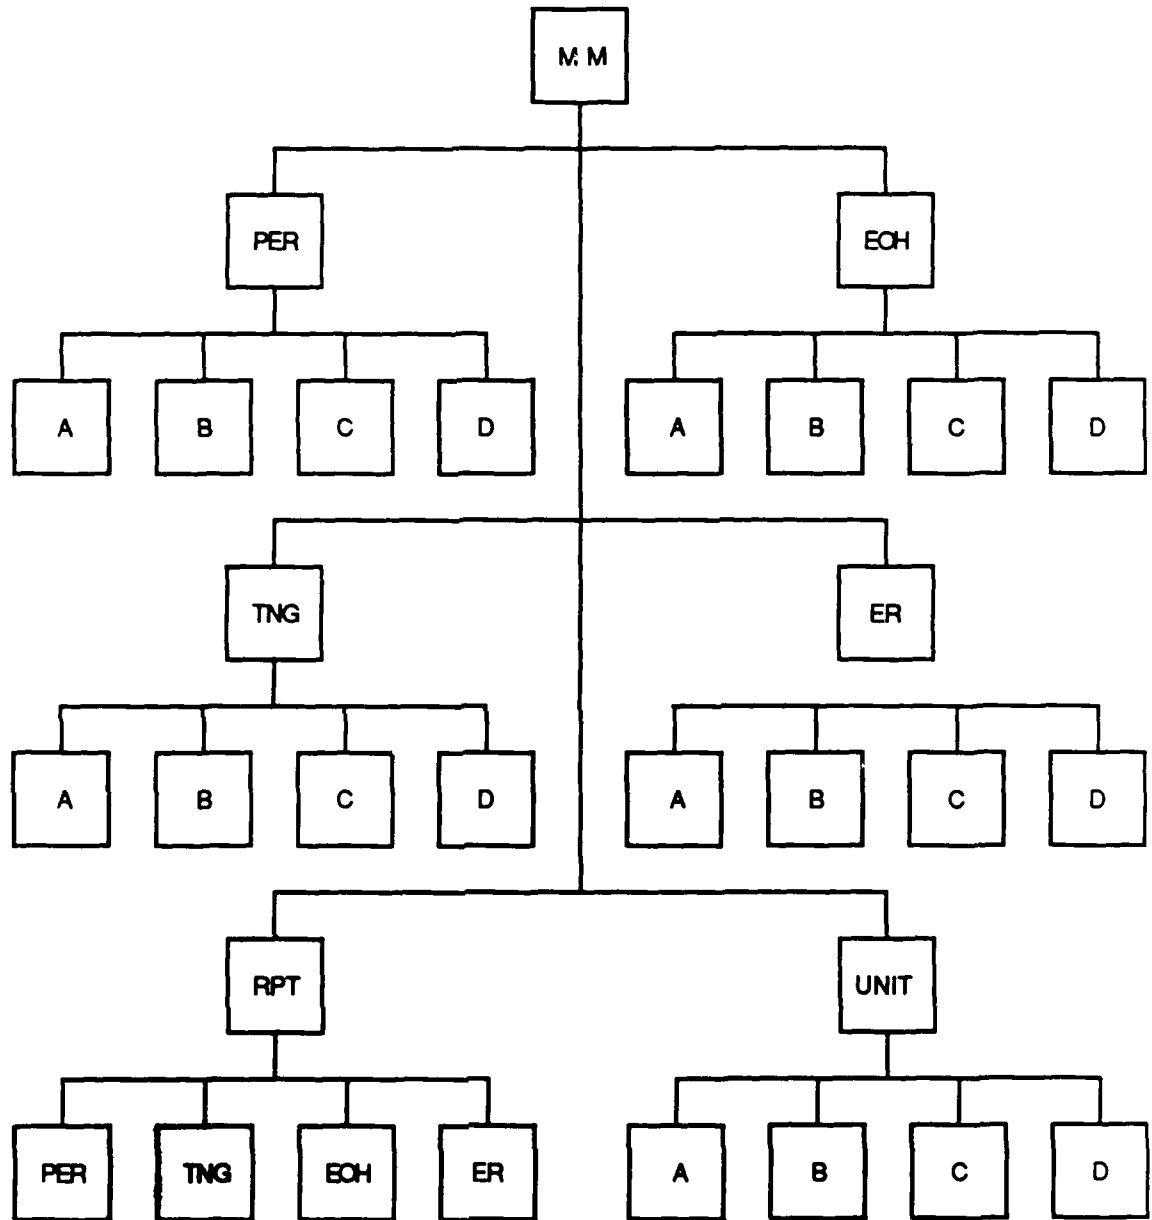 M. M
PER EOH
A B C D A B C D
TNG ER
A B C D A B C D
RPT UNIT
PER TNG EOH ER A B C D